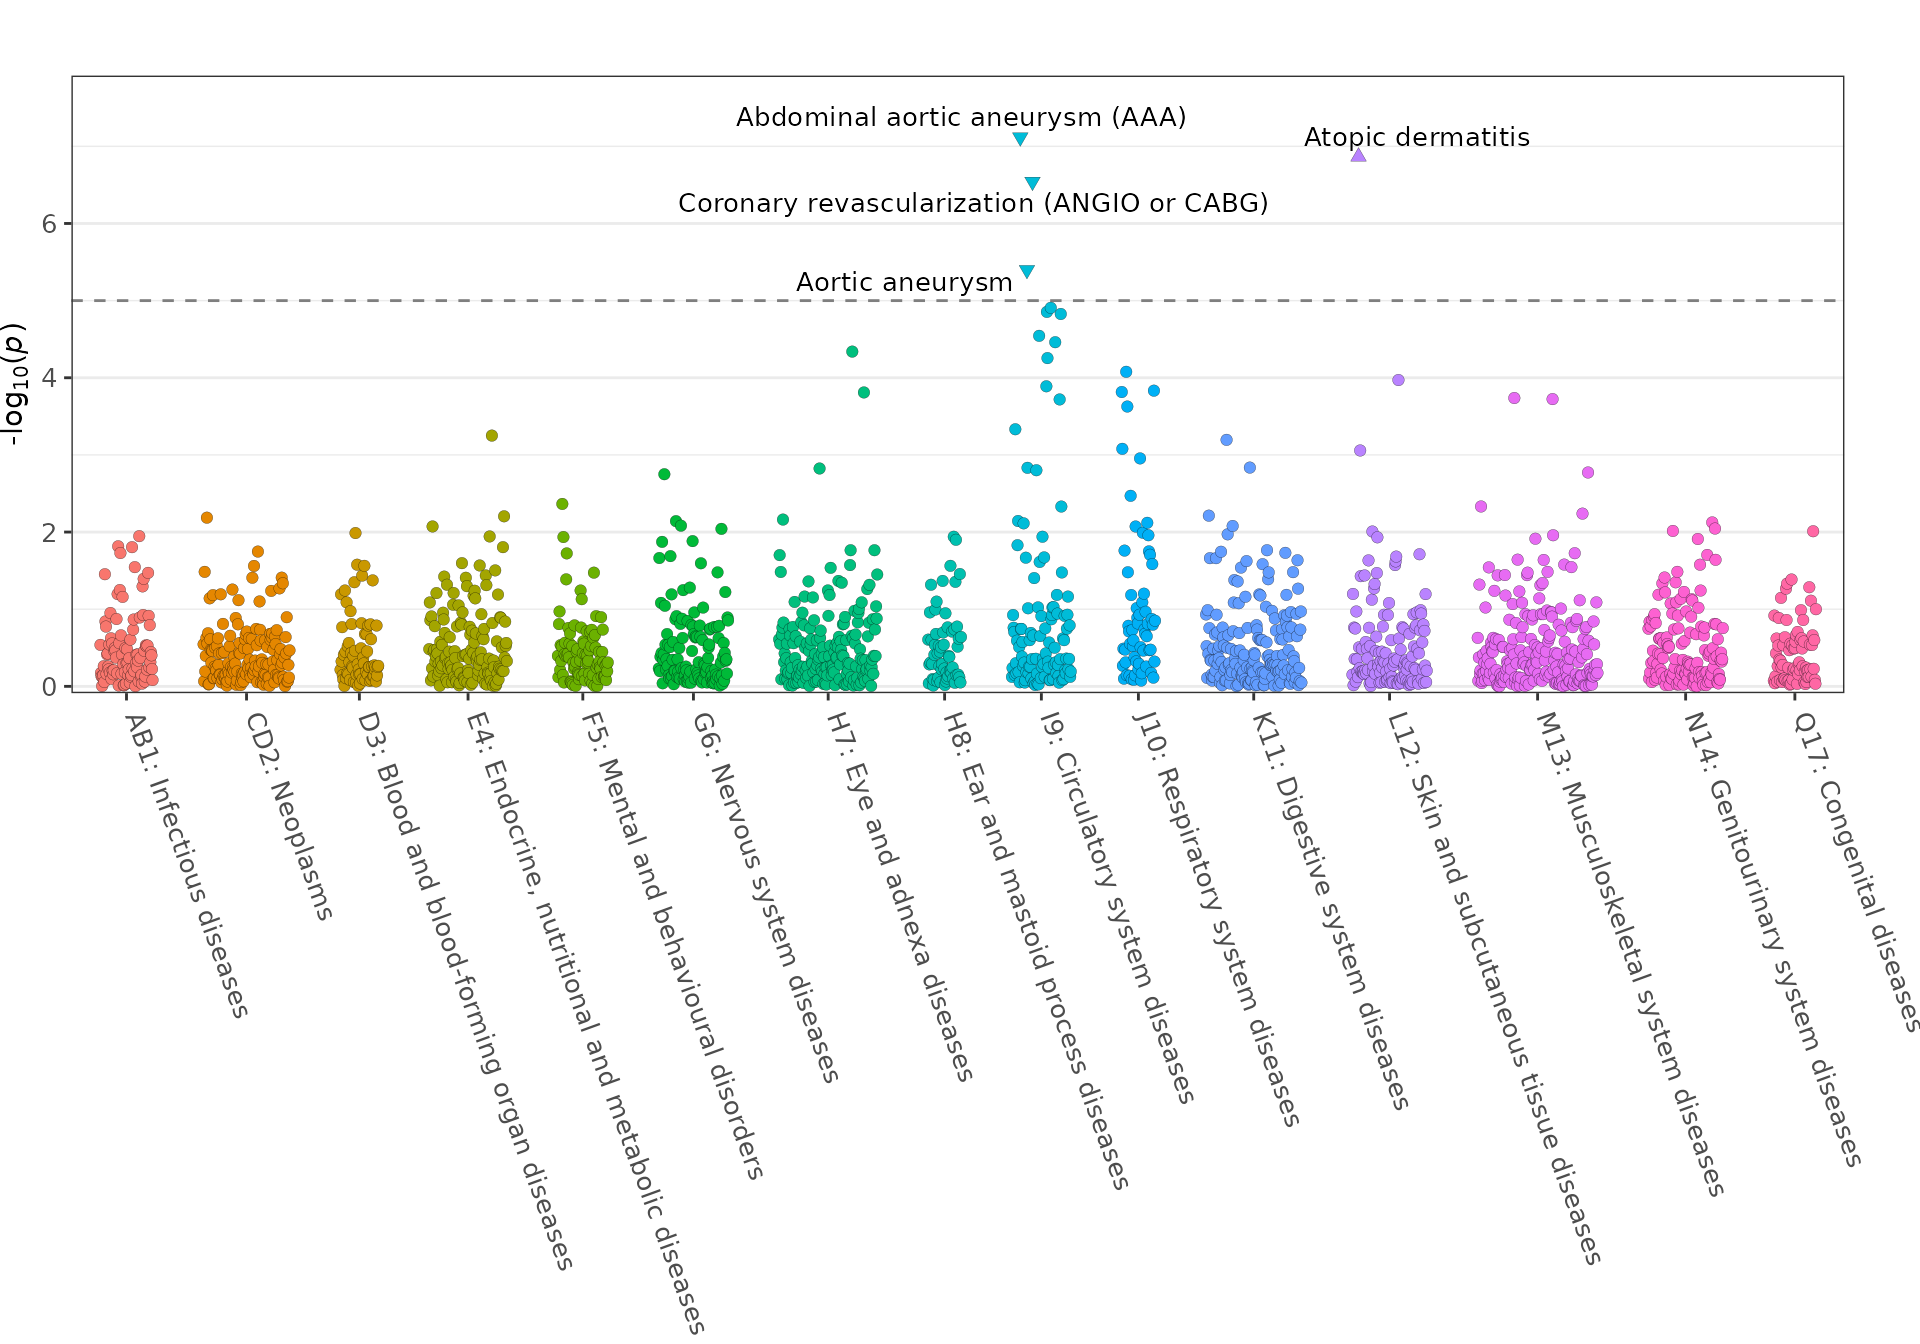 Abdominal aortic aneurysm (AAA)
Atopic dermatitis
Coronary revascularization (ANGIO or CABG)
Aortic aneurysm
-log10(p)
6
4
2
0
AB1: Infectious diseases
CD2: Neoplasms
D3: Blood and blood-forming organ diseases
E4: Endocrine, nutritional and metabolic diseases
F5: Mental and behavioural disorders
G6: Nervous system diseases
H7: Eye and adnexa diseases
H8: Ear and mastoid process diseases
I9: Circulatory system diseases
J10: Respiratory system diseases
K11: Digestive system diseases
L12: Skin and subcutaneous tissue diseases
M13: Musculoskeletal system diseases
N14: Genitourinary system diseases
Q17: Congenital diseases